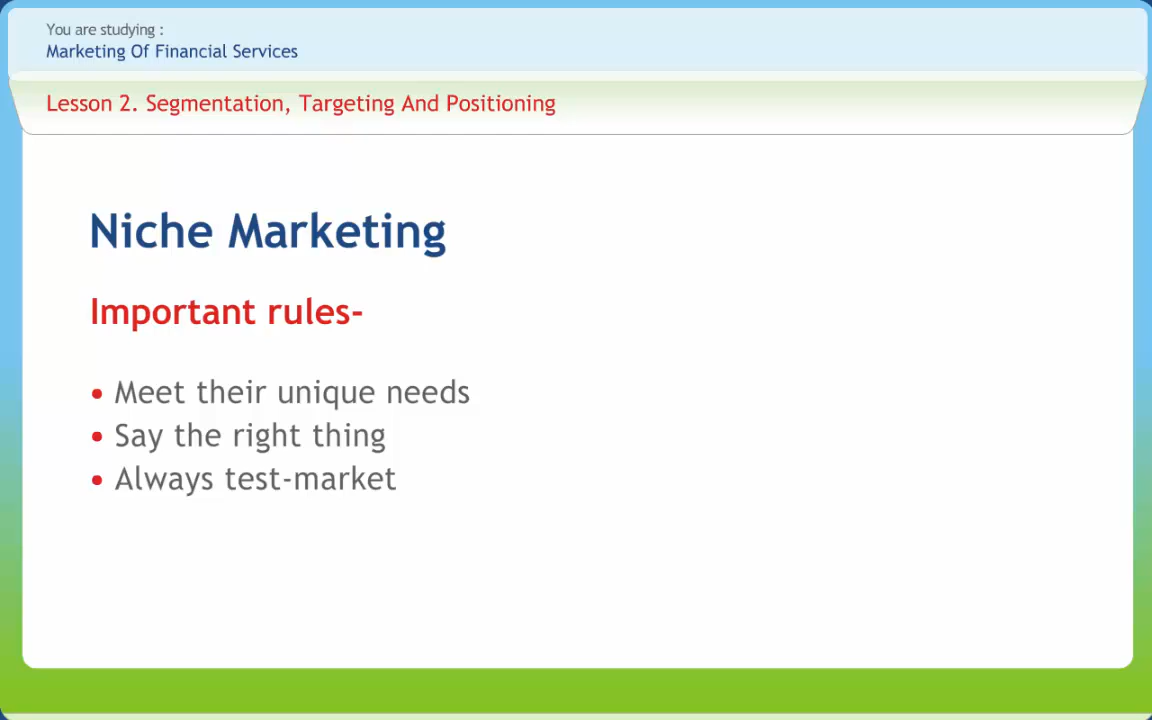 You are studying :
Marketing Of Financial Services
Lesson 2. Segmentation, Targeting And Positioning
Niche Marketing
Important rules-
• Meet their unique needs
• Say the right thing
• Always test-market